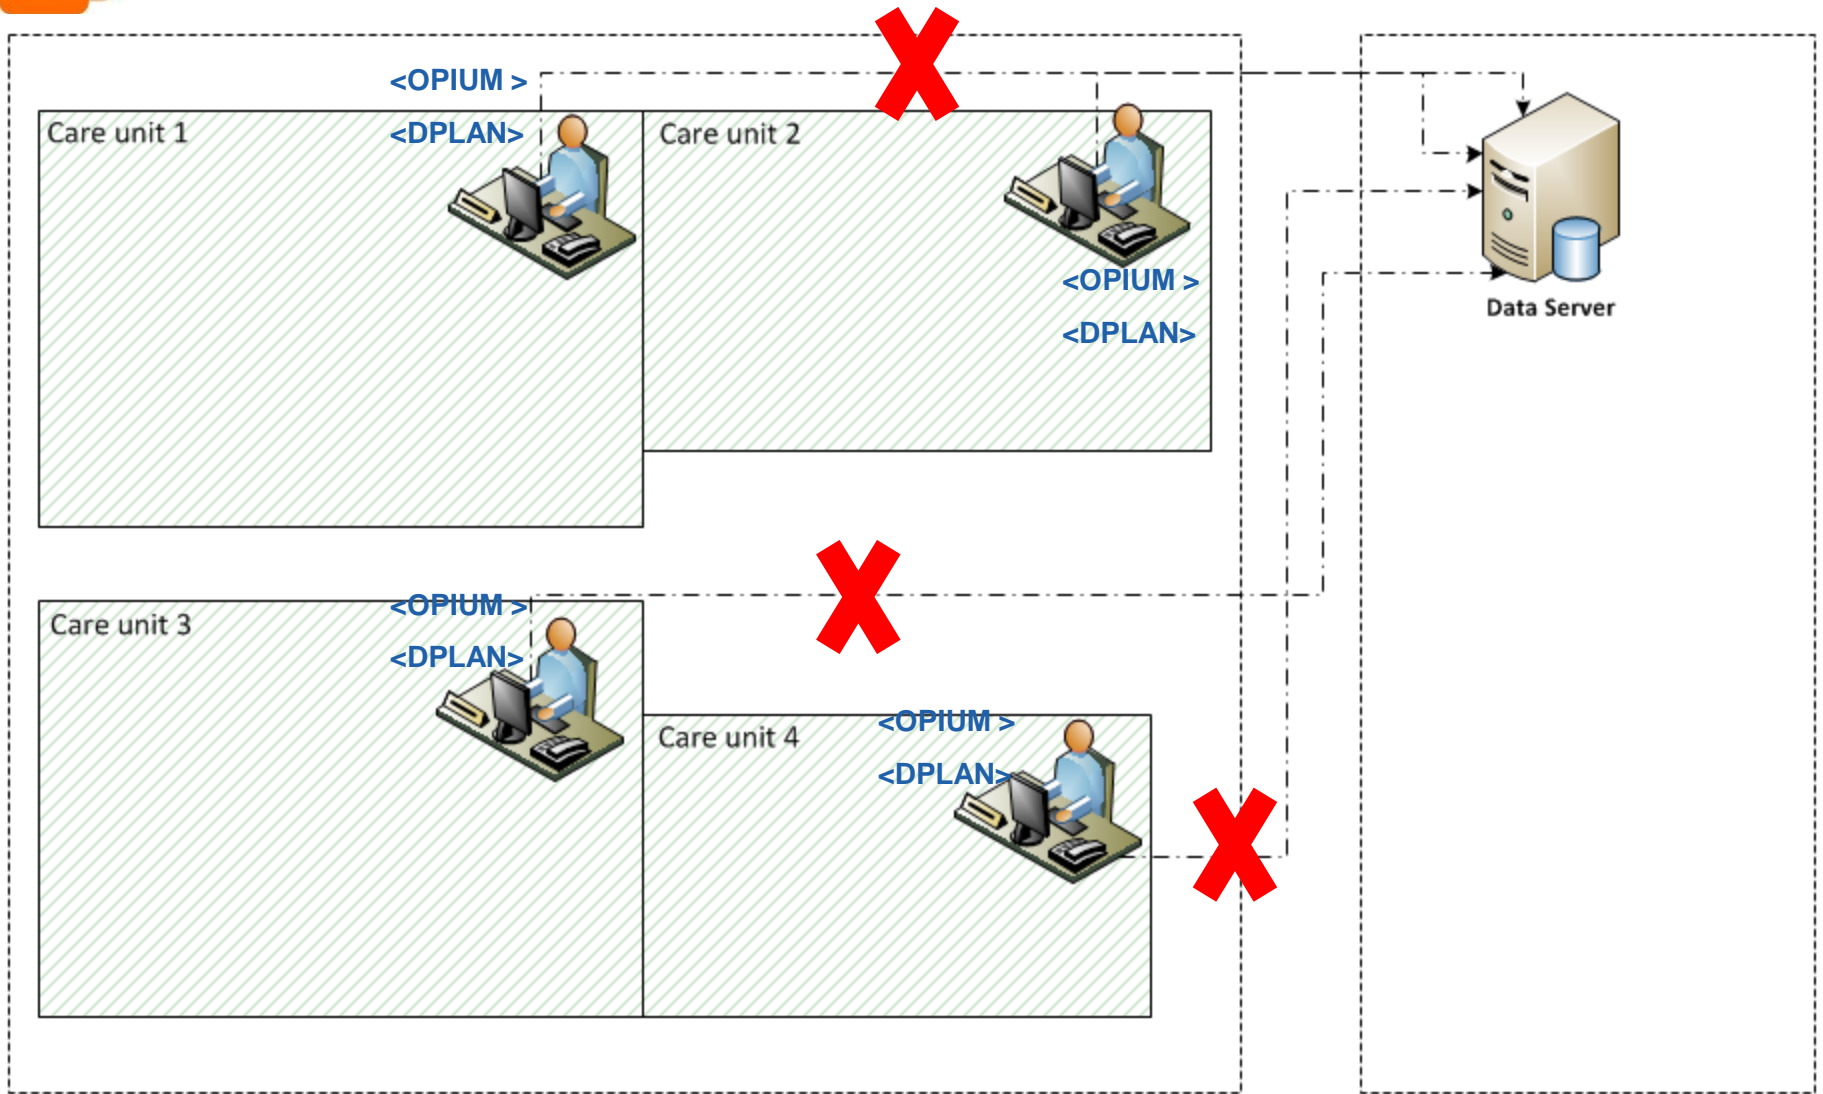 <OPIUM >
<DPLAN>
Care unit 1
Care unit 2
<OPIUM >
<DPLAN>
Data Server
<OPIUM >
<DPLAN>
Care unit 3
<OPIUM >
<DPLAN>
Care unit 4